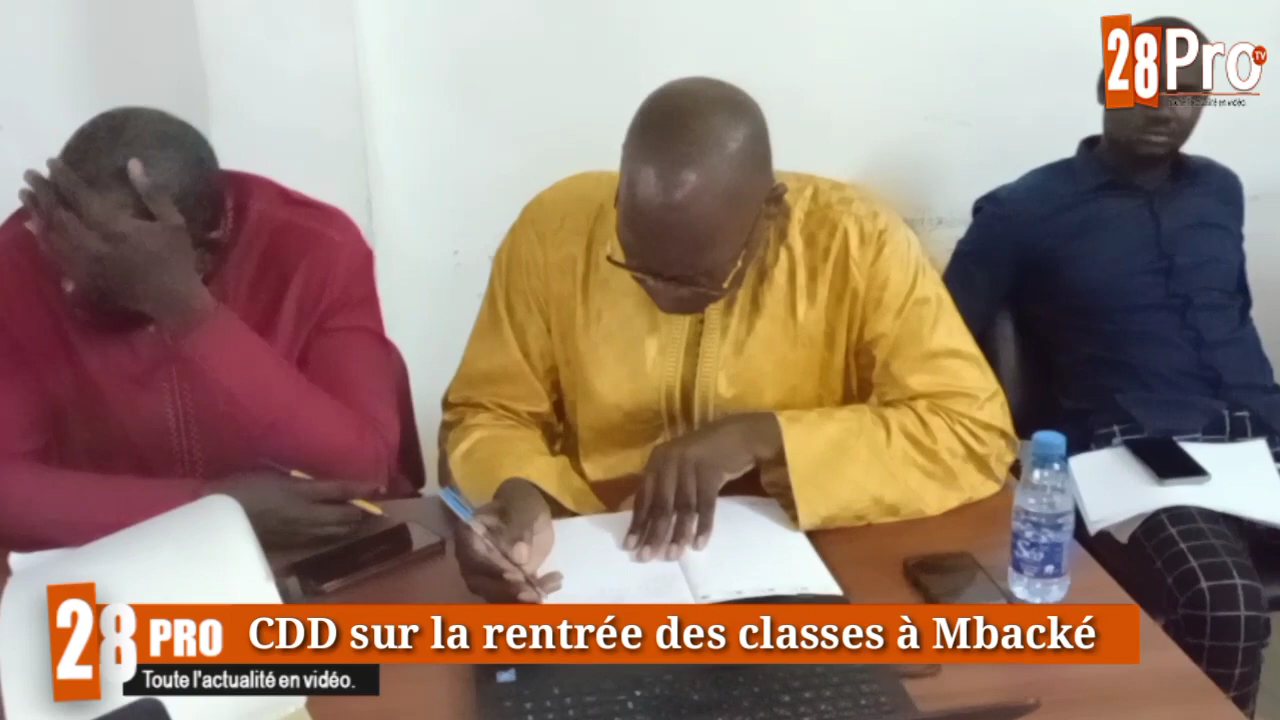 28Pro TV
Toute l'actualité en vidéo.
Sëo
28 PRO
CDD sur la rentrée des classes à Mbacké
Toute l'actualité en vidéo.